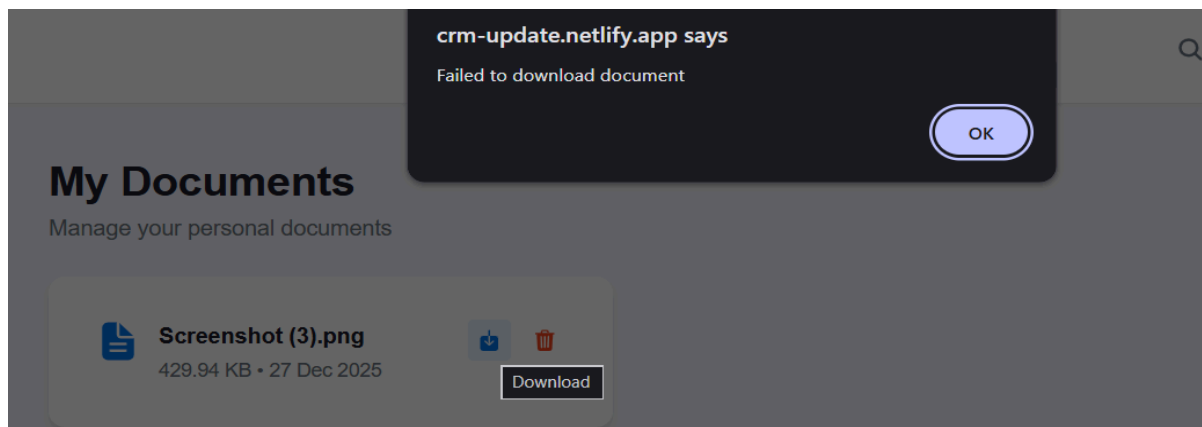 crm-update.netlify.app says
Failed to download document
OK
My Documents
Manage your personal documents
Screenshot (3).png
429.94 KB • 27 Dec 2025
Download